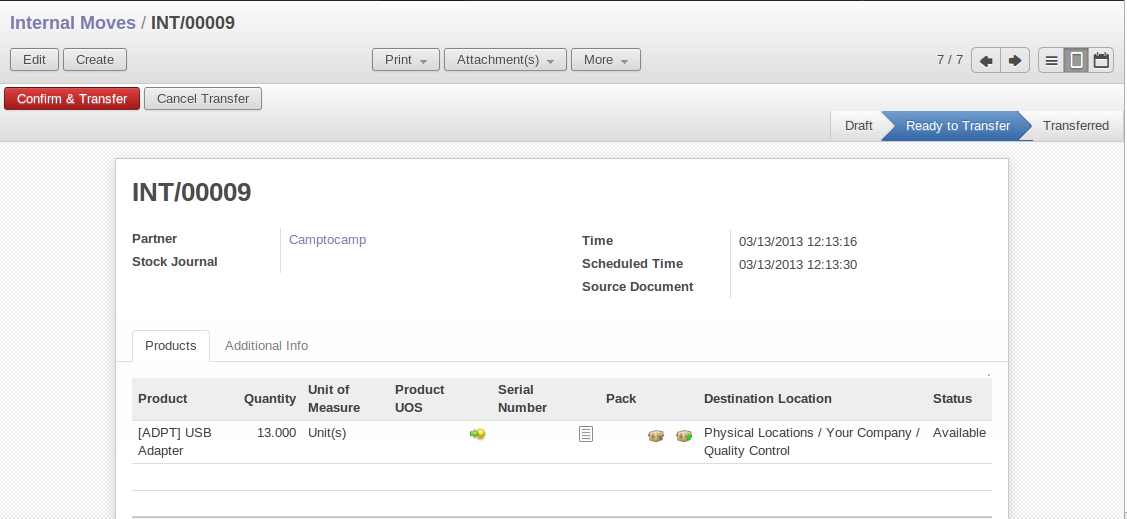 Internal Moves / INT/00009
Edit Create Print Attachment(s) More 7 / 7
Confirm & Transfer Cancel Transfer
Draft Ready to Transfer Transferred
INT/00009
Partner Camptocamp
Stock Journal
Time 03/13/2013 12:13:16
Scheduled Time 03/13/2013 12:13:30
Source Document
Products Additional Info
Product Quantity Unit of Measure Product UOS Serial Number Pack Destination Location Status
[ADPT] USB Adapter 13.000 Unit(s) Physical Locations / Your Company / Quality Control Available